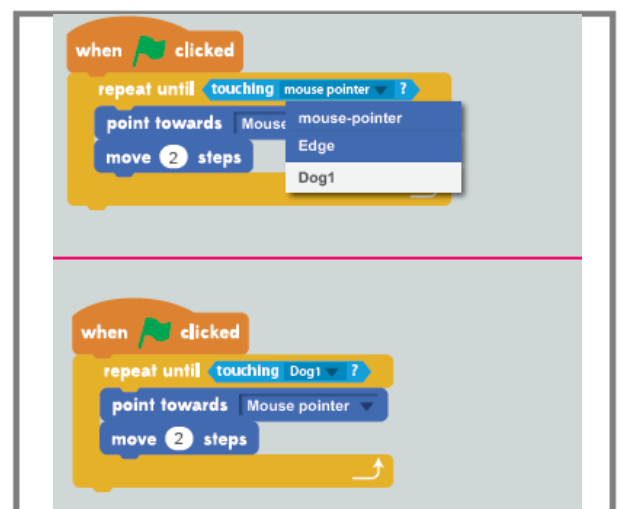 when clicked
repeat until touching mouse pointer ?
point towards Mouse
mouse-pointer
move 2 steps
Edge
Dog1
when clicked
repeat until touching Dog1 ?
point towards Mouse pointer
move 2 steps